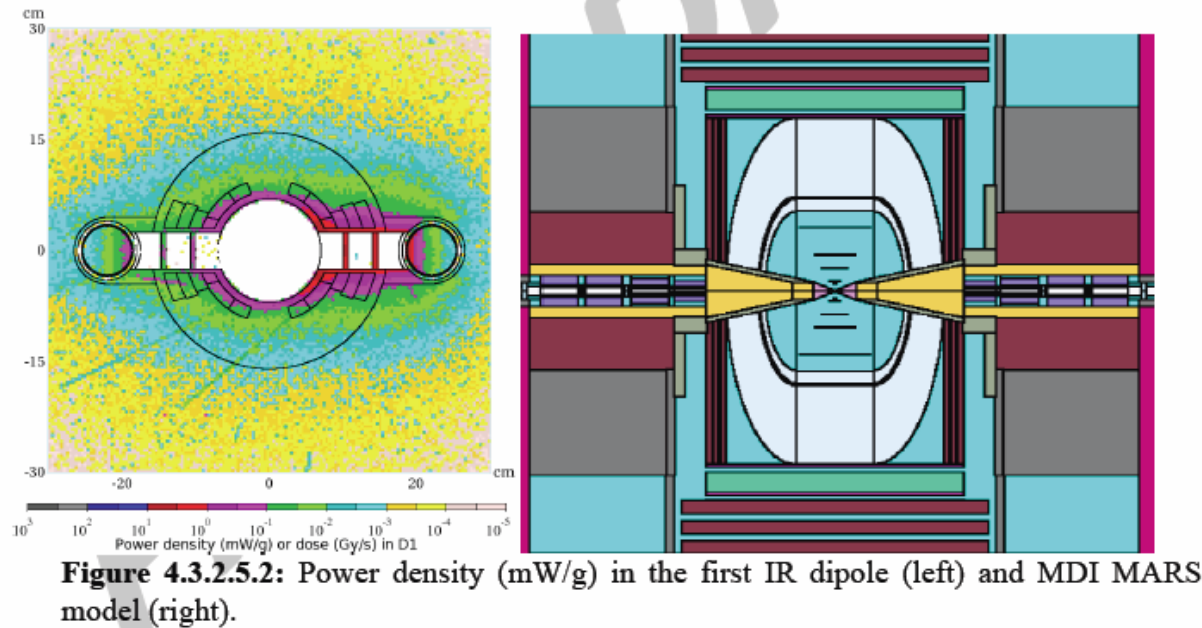 cm
30
15
0
-15
-30
-20 0 20 cm
10³ 10² 10¹ 10⁰ 10⁻¹ 10⁻² 10⁻³ 10⁻⁴ 10⁻⁵
Power density (mW/g) or dose (Gy/s) in D1
Figure 4.3.2.5.2: Power density (mW/g) in the first IR dipole (left) and MDI MARS
model (right).